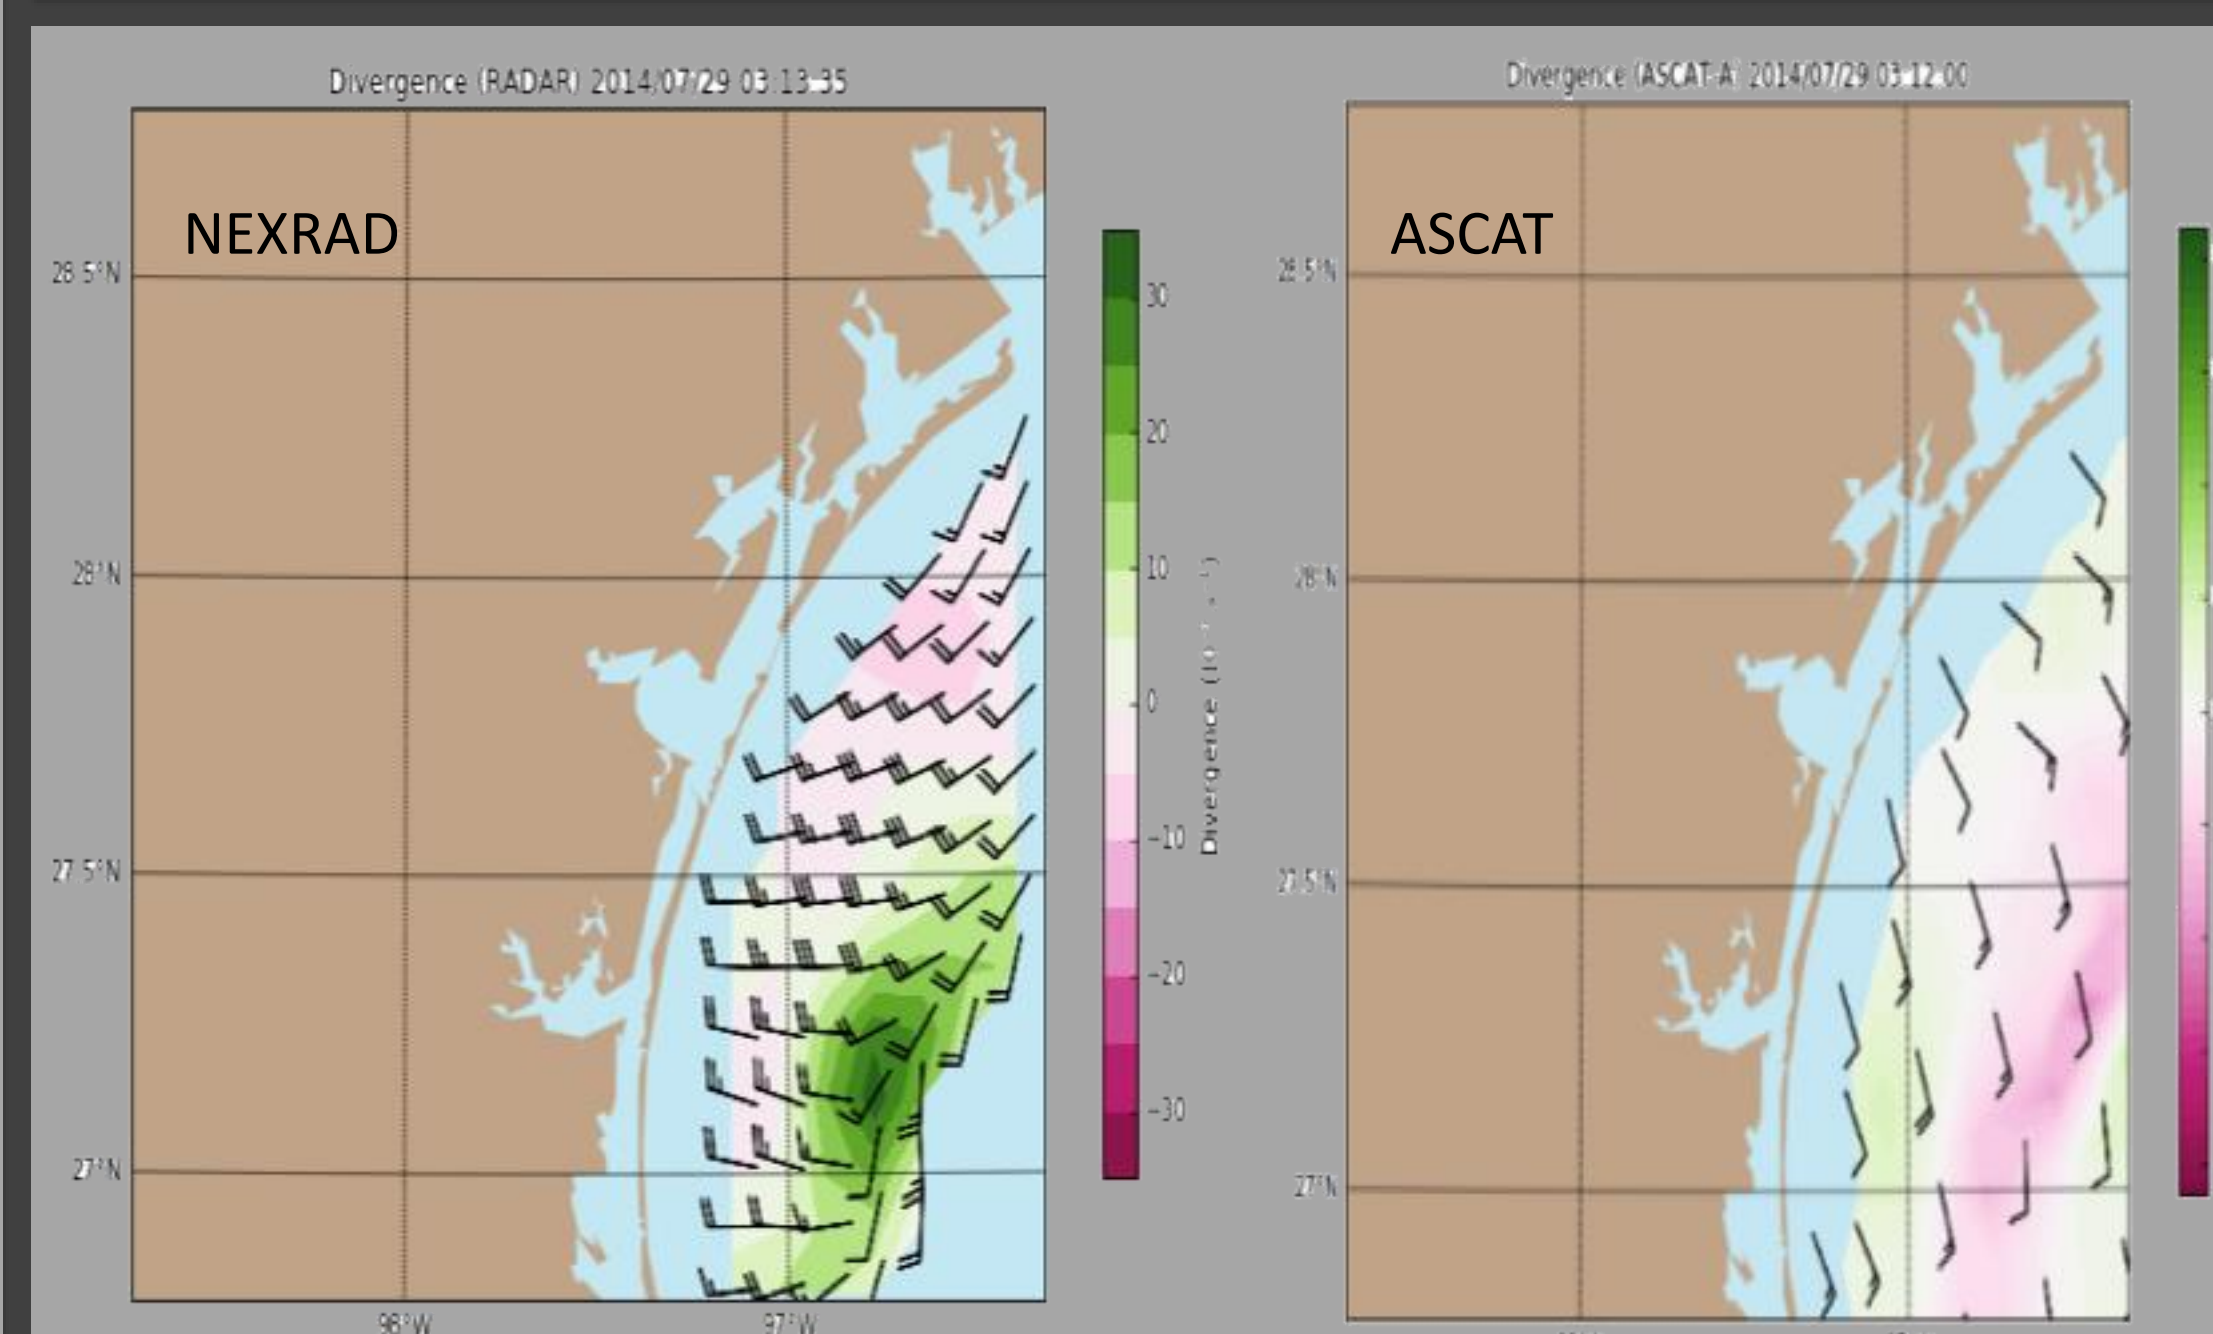 Divergence (RADAR) 2014/07/29 03:13:35
NEXRAD
28.5°N
28°N
27.5°N
27°N
98°W
97°W
30
20
10
0
−10
−20
−30
Divergence
Divergence (ASCAT-A) 2014/07/29 03:12:00
ASCAT
28.5°N
28°N
27.5°N
27°N